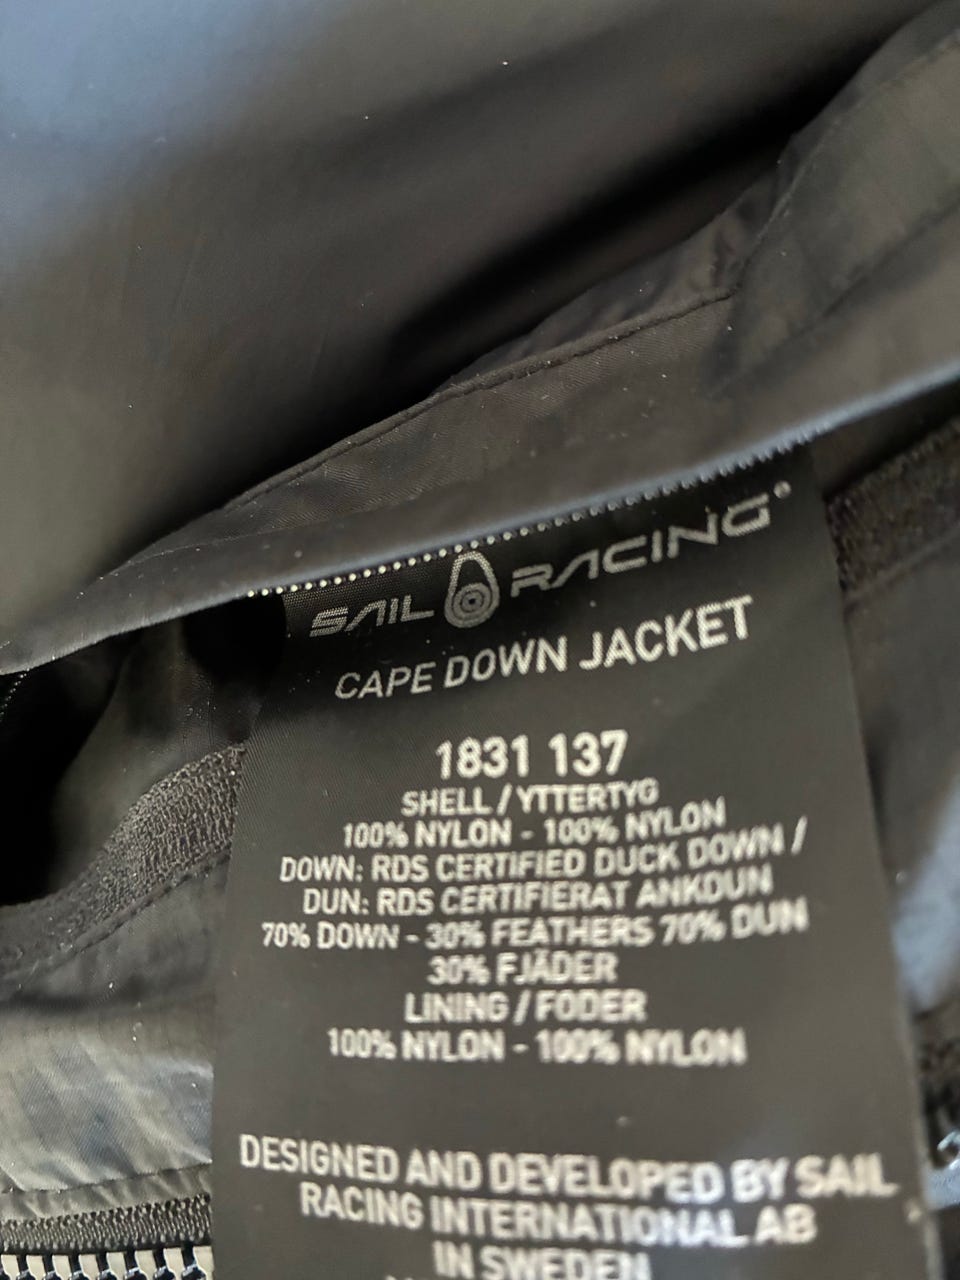 SAIL RACING®
CAPE DOWN JACKET
1831 137
SHELL / YTTERTYG
100% NYLON - 100% NYLON
DOWN: RDS CERTIFIED DUCK DOWN /
DUN: RDS CERTIFIERAT ANKDUN
70% DOWN - 30% FEATHERS 70% DUN
30% FJÄDER
LINING / FODER
100% NYLON - 100% NYLON
DESIGNED AND DEVELOPED BY SAIL
RACING INTERNATIONAL AB
IN SWEDEN